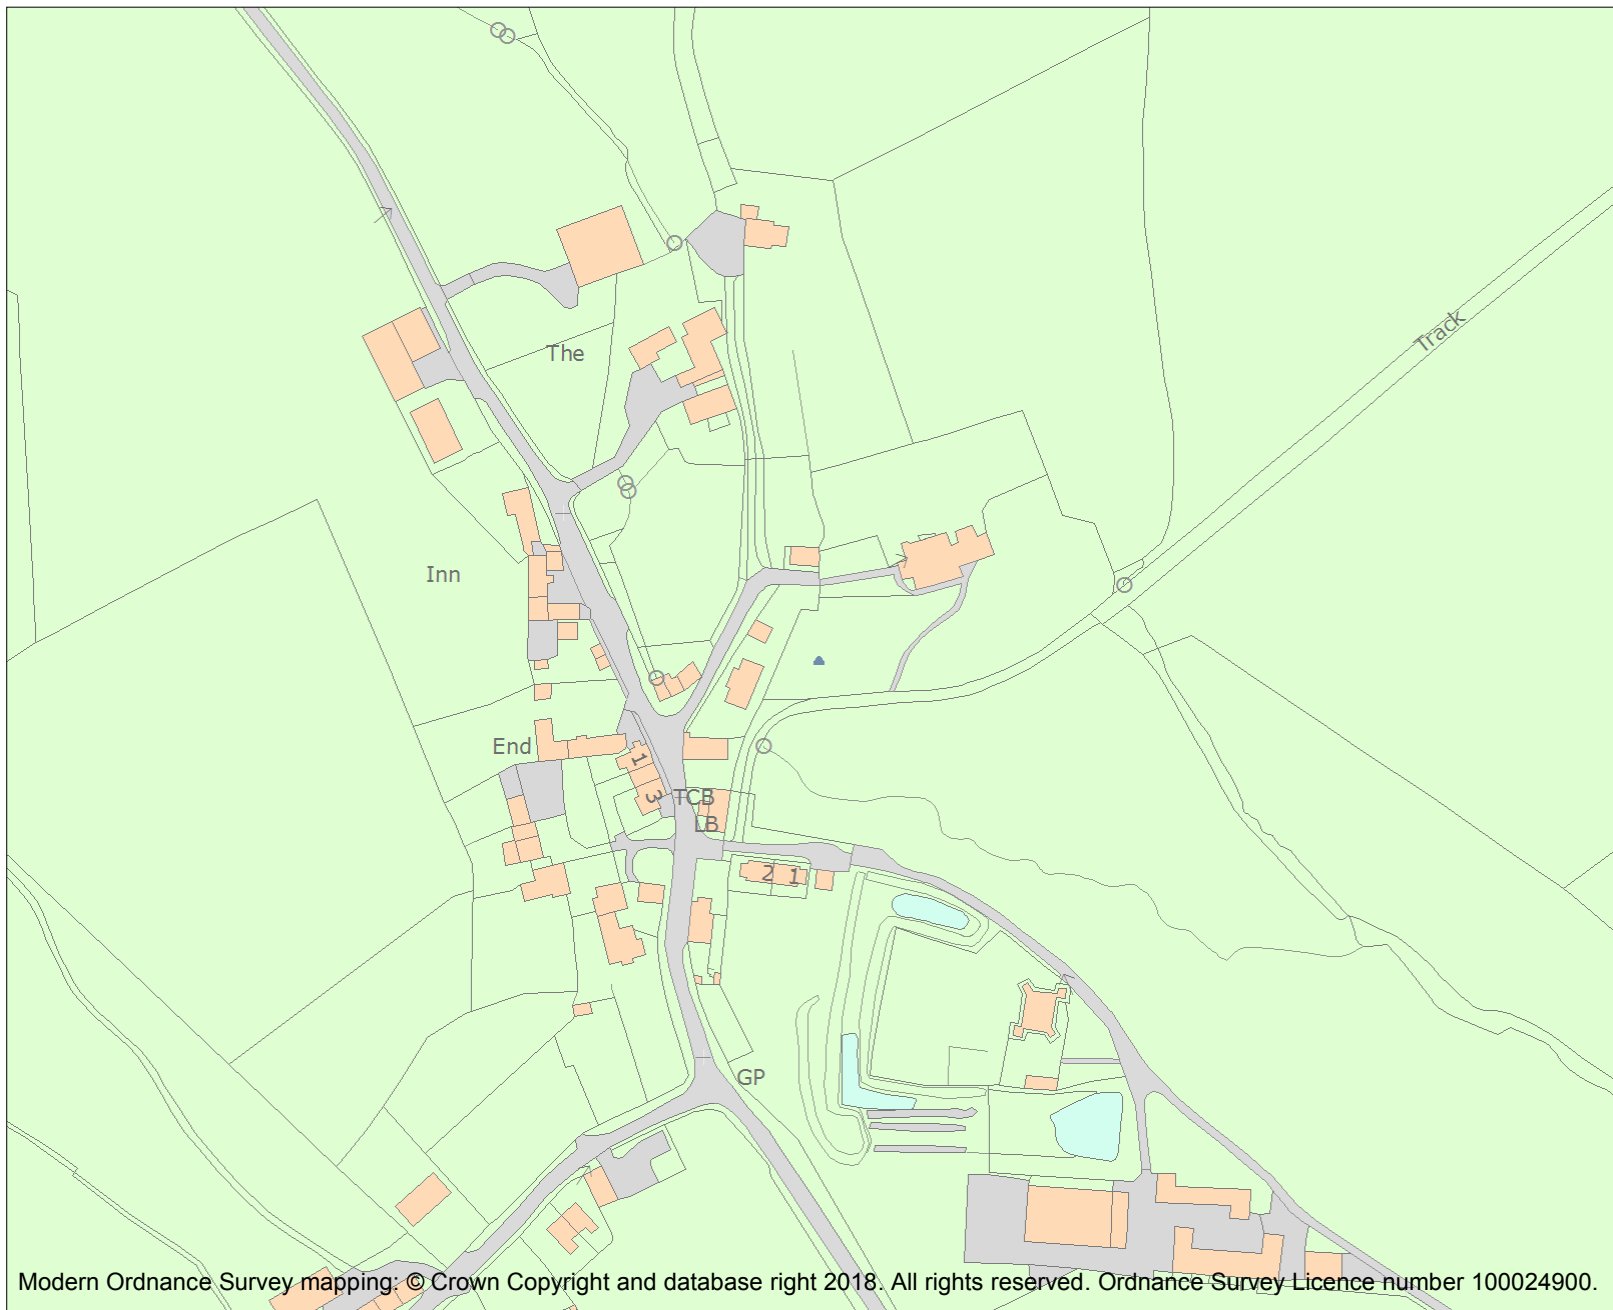 Track
The
Inn
End
1
3
TCB
LB
2 1
GP
Modern Ordnance Survey mapping: © Crown Copyright and database right 2018. All rights reserved. Ordnance Survey Licence number 100024900.